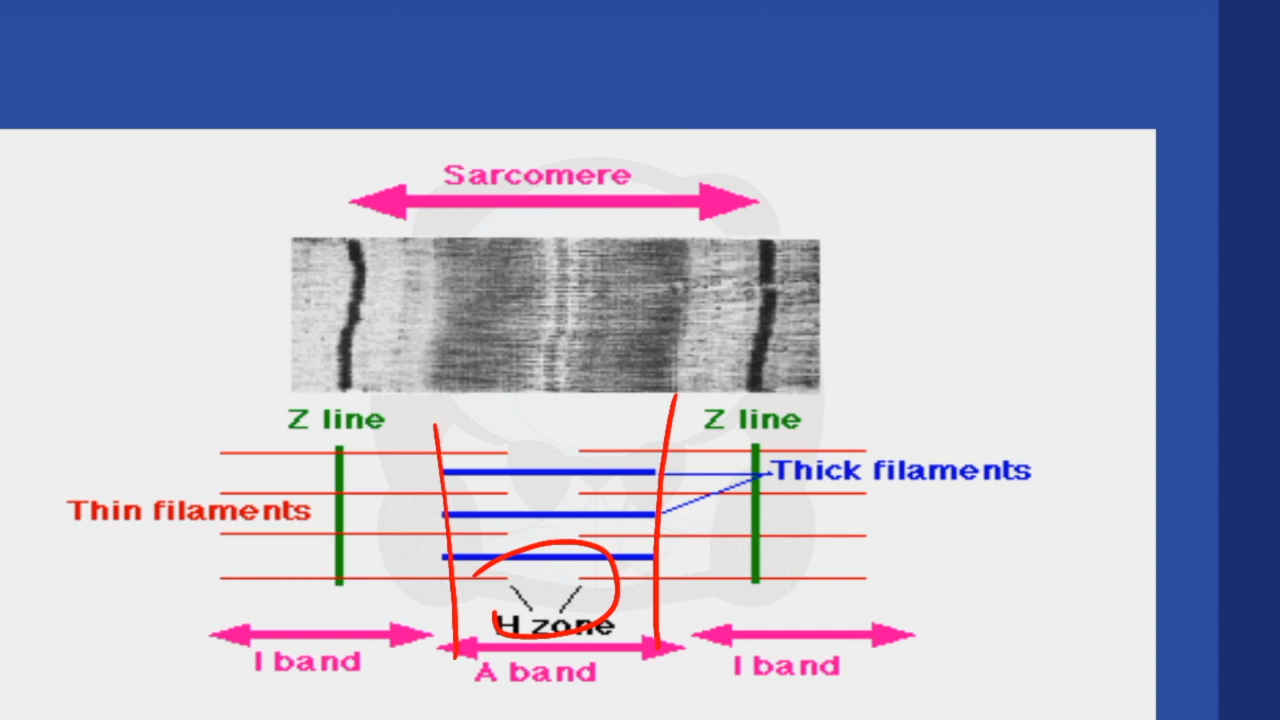 Sarcomere
Z line
Z line
Thick filaments
Thin filaments
H zone
I band
A band
I band